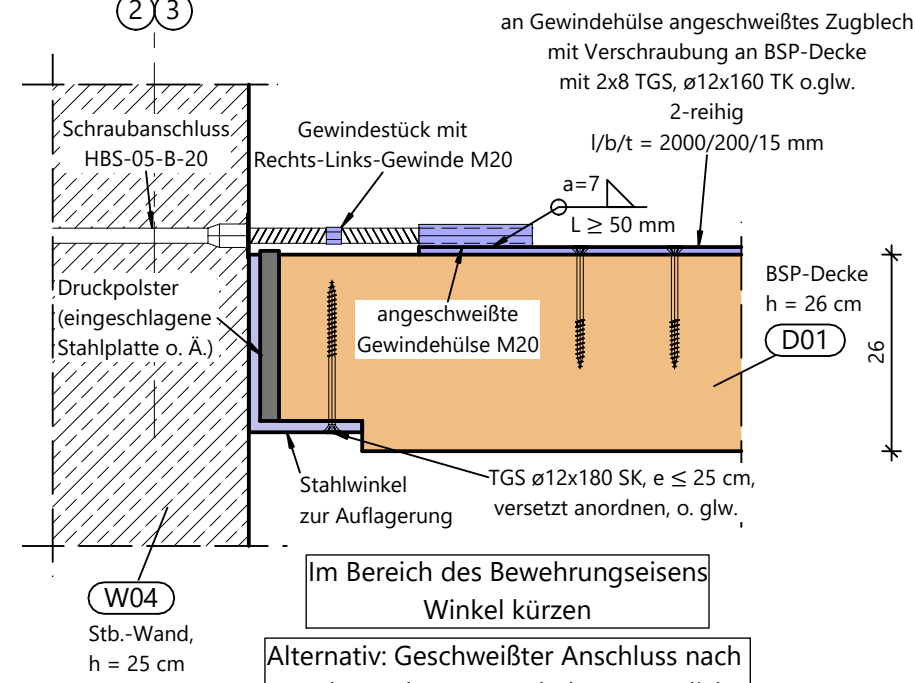 2 3
an Gewindehülse angeschweißtes Zugblech
mit Verschraubung an BSP-Decke
mit 2x8 TGS, ø12x160 TK o.glw.
2-reihig
l/b/t = 2000/200/15 mm
Schraubanschluss
HBS-05-B-20
Gewindestück mit
Rechts-Links-Gewinde M20
a=7
L ≥ 50 mm
Druckpolster
(eingeschlagene
Stahlplatte o. Ä.)
angeschweißte
Gewindehülse M20
BSP-Decke
h = 26 cm
D01
26
Stahlwinkel
zur Auflagerung
TGS ø12x180 SK, e ≤ 25 cm,
versetzt anordnen, o. glw.
W04
Stb.-Wand,
h = 25 cm
Im Bereich des Bewehrungseisens
Winkel kürzen
Alternativ: Geschweißter Anschluss nach